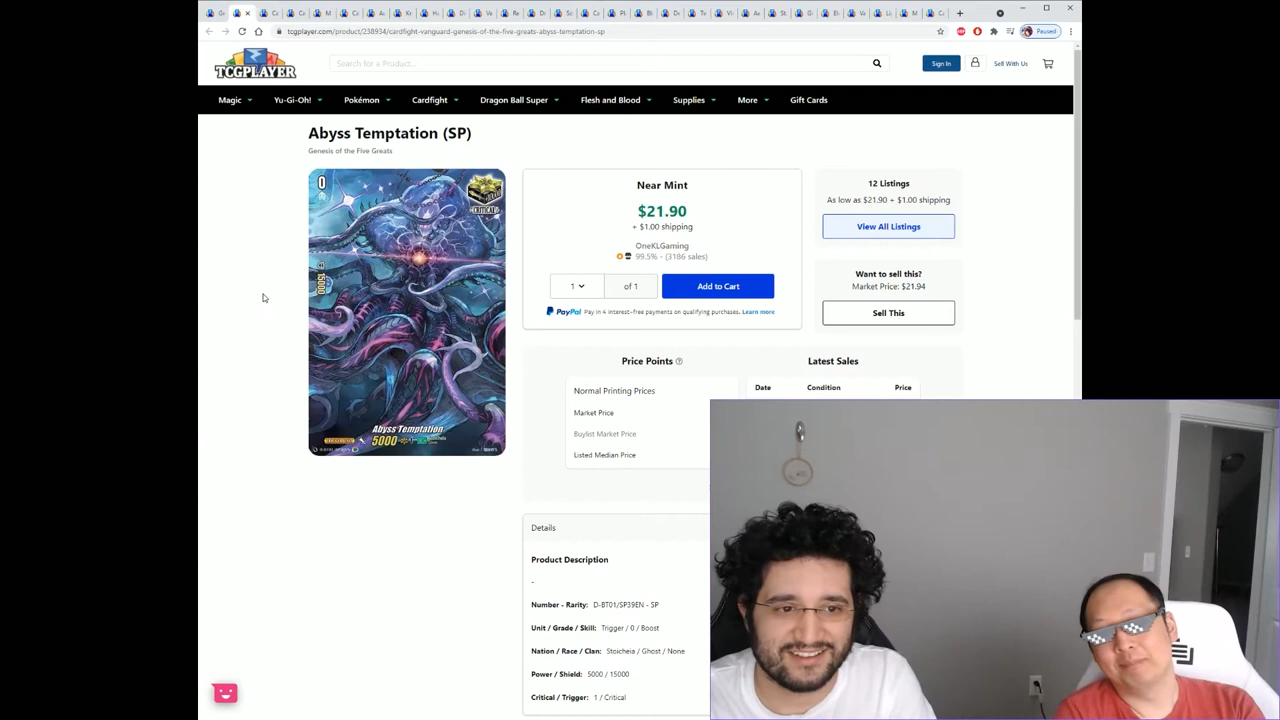 tcgplayer.com/product/238934/cardfight-vanguard-genesis-of-the-five-greats-abyss-temptation-sp
Paused
TCGPLAYER
Search for a Product...
Sign In
Sell With Us
Magic
Yu-Gi-Oh!
Pokémon
Cardfight
Dragon Ball Super
Flesh and Blood
Supplies
More
Gift Cards
Abyss Temptation (SP)
Genesis of the Five Greats
0
CRITICAL
15000
Abyss Temptation
5000
Near Mint
$21.90
+ $1.00 shipping
OneKLGaming
99.5% - (3186 sales)
1
of 1
Add to Cart
PayPal Pay in 4 interest-free payments on qualifying purchases. Learn more
12 Listings
As low as $21.90 + $1.00 shipping
View All Listings
Want to sell this?
Market Price: $21.94
Sell This
Price Points
Normal Printing Prices
Market Price
Buylist Market Price
Listed Median Price
Latest Sales
Date
Condition
Price
Details
Product Description
-
Number - Rarity: D-BT01/SP39EN - SP
Unit / Grade / Skill: Trigger / 0 / Boost
Nation / Race / Clan: Stoicheia / Ghost / None
Power / Shield: 5000 / 15000
Critical / Trigger: 1 / Critical